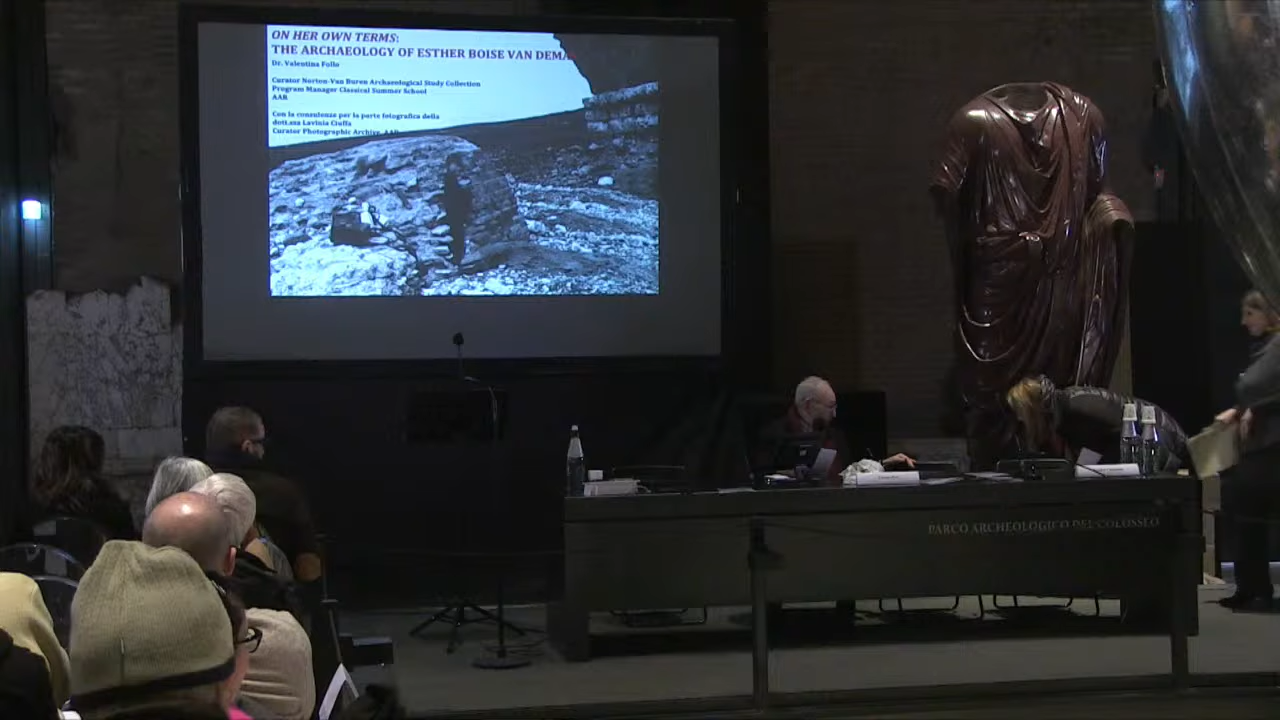 ON HER OWN TERMS:
THE ARCHAEOLOGY OF ESTHER BOISE VAN DEMA
Dr. Valentina Follo
Curator Norton-Van Buren Archaeological Study Collection
Program Manager Classical Summer School
AAR
Con la consulenza per la parte fotografica della
dott.ssa Lavinia Ciuffa
Curator Photographic Archive, AAR
PARCO ARCHEOLOGICO DEL COLOSSEO